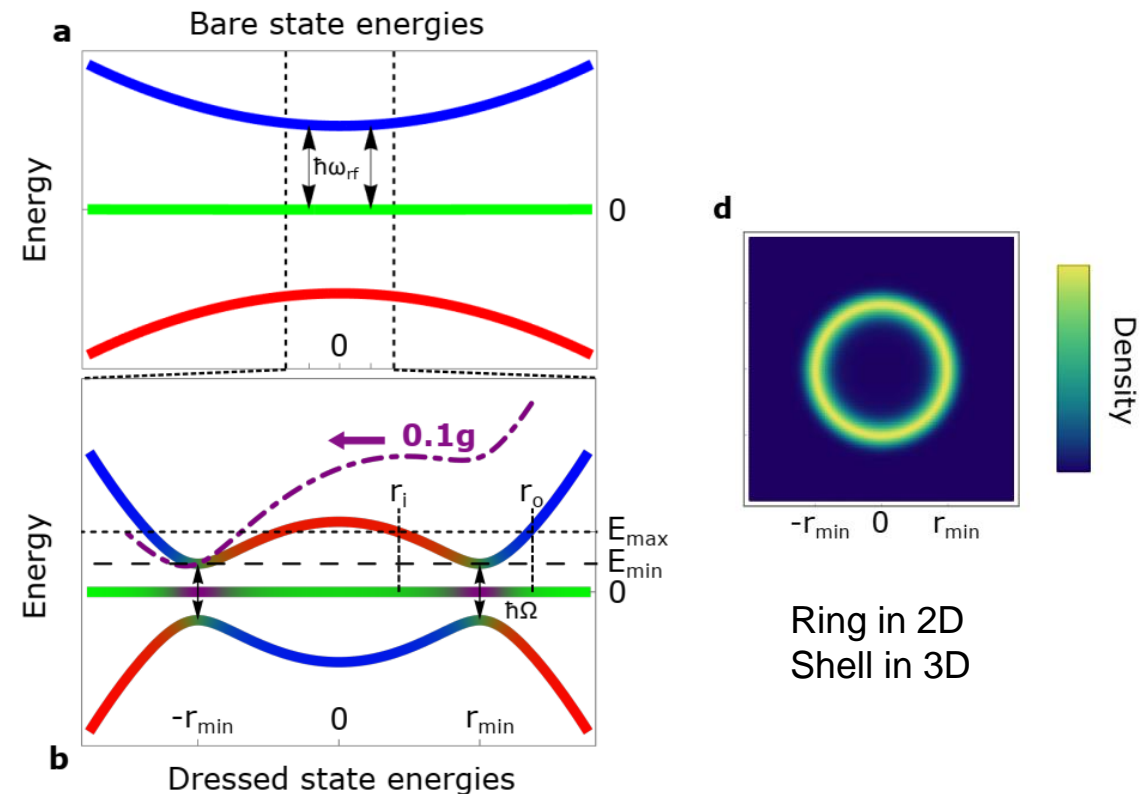 a
Bare state energies
Energy
ħω_rf
0
0
0.1g
r_i
r_o
E_max
E_min
0
ħΩ
Energy
-r_min
0
r_min
b
Dressed state energies
d
Density
-r_min 0 r_min
Ring in 2D
Shell in 3D